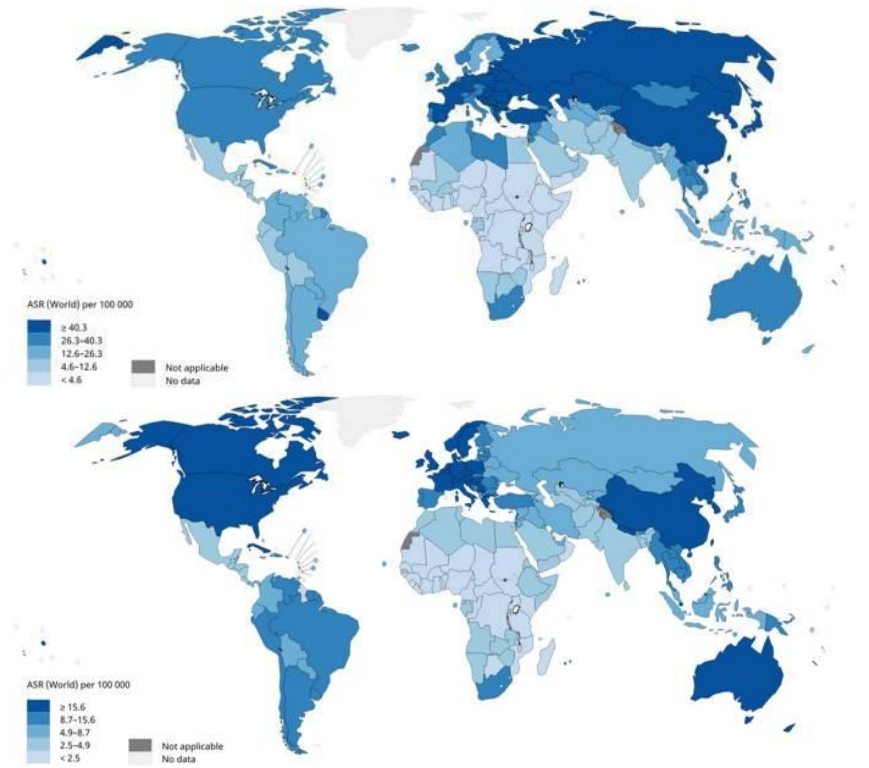 ASR (World) per 100 000
≥ 40.3
26.3–40.3
12.6–26.3
4.6–12.6
< 4.6
Not applicable
No data
ASR (World) per 100 000
≥ 15.6
8.7–15.6
4.9–8.7
2.5–4.9
< 2.5
Not applicable
No data